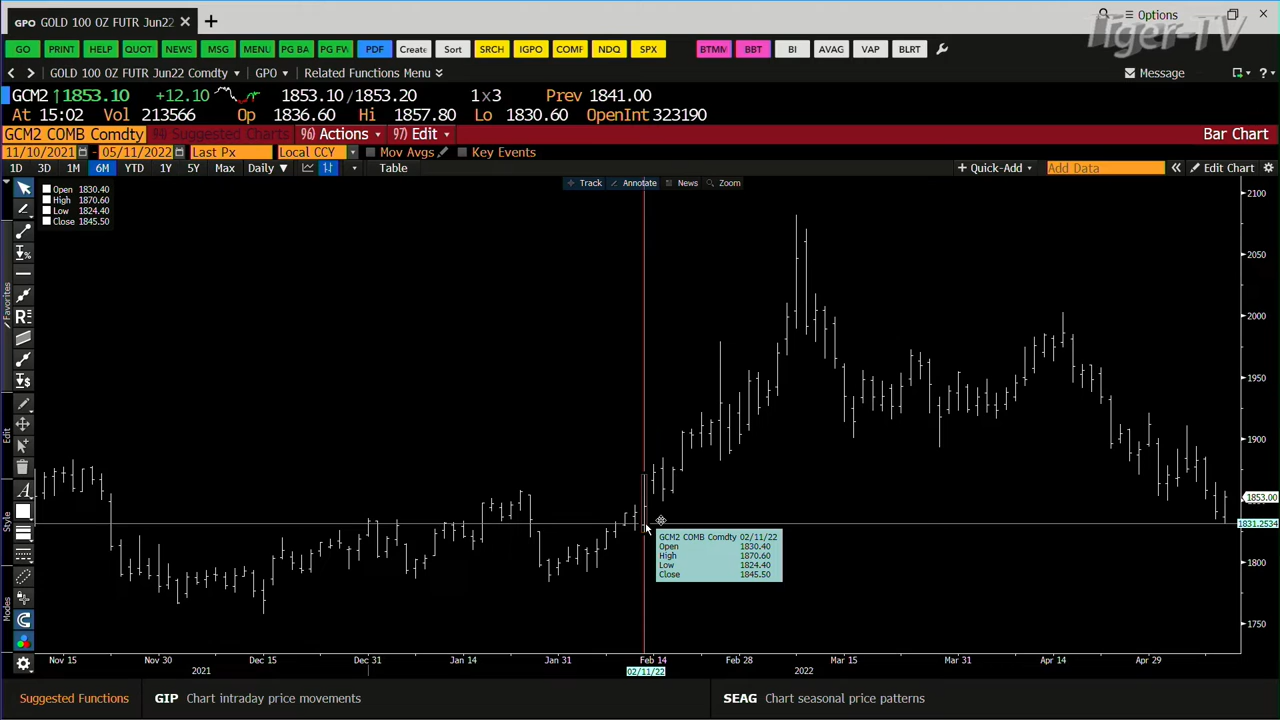 GPO GOLD 100 OZ FUTR Jun22
Options
Tiger-TV
GO PRINT HELP QUOT NEWS MSG MENU PG BA PG FW PDF Create Sort SRCH IGPO COMF NDQ SPX BTMM BBT BI AVAG VAP BLRT
GOLD 100 OZ FUTR Jun22 Comdty GPO Related Functions Menu Message ?
GCM2 ↑1853.10 +12.10 1853.10/1853.20 1x3 Prev 1841.00
At 15:02 Vol 213566 Op 1836.60 Hi 1857.80 Lo 1830.60 OpenInt 323190
GCM2 COMB Comdty 94) Suggested Charts 96) Actions 97) Edit Bar Chart
11/10/2021 - 05/11/2022 Last Px Local CCY Mov Avgs Key Events
1D 3D 1M 6M YTD 1Y 5Y Max Daily ▼ Table + Quick-Add Add Data « Edit Chart
Track Annotate News Zoom
Open 1830.40
High 1870.60
Low 1824.40
Close 1845.50
Favorites
Edit
Style
Modes
2100
2050
2000
1950
1900
1853.00
1831.2534
1800
1750
GCM2 COMB Comdty 02/11/22
Open 1830.40
High 1870.60
Low 1824.40
Close 1845.50
Nov 15 Nov 30 Dec 15 Dec 31 Jan 14 Jan 31 Feb 14 Feb 28 Mar 15 Mar 31 Apr 14 Apr 29
2021 02/11/22 2022
Suggested Functions GIP Chart intraday price movements SEAG Chart seasonal price patterns